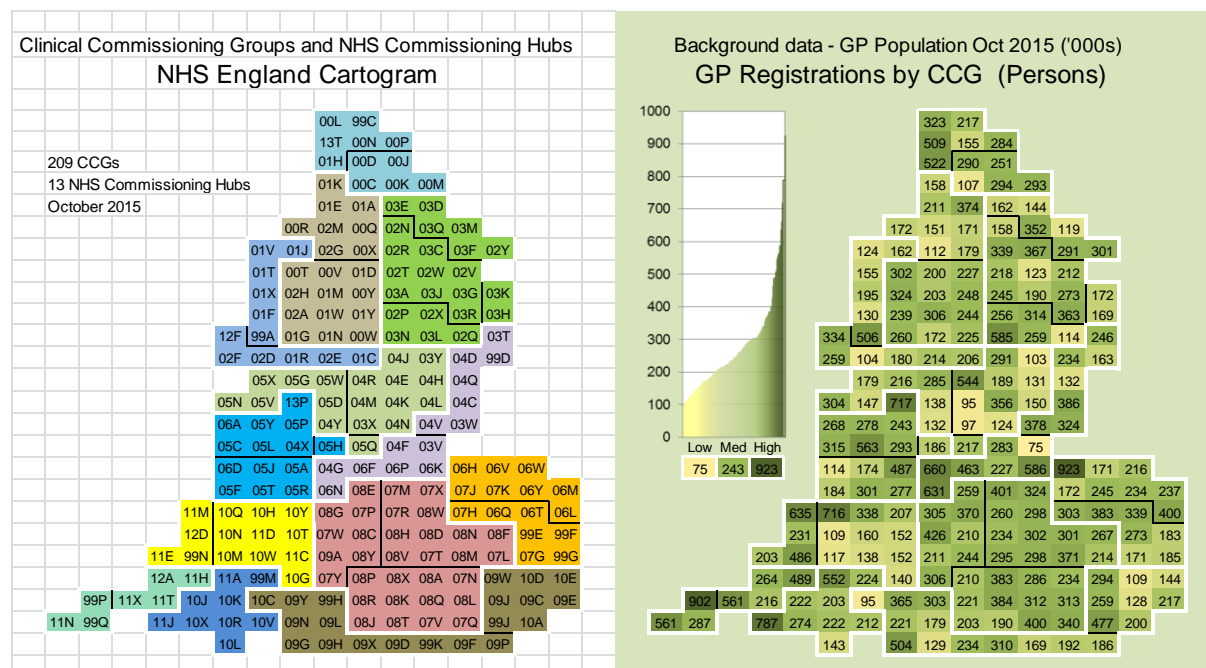 Clinical Commissioning Groups and NHS Commissioning Hubs
NHS England Cartogram
209 CCGs
13 NHS Commissioning Hubs
October 2015
00L 99C
13T 00N 00P
01H 00D 00J
01K 00C 00K 00M
01E 01A 03E 03D
00R 02M 00Q 02N 03Q 03M
01V 01J 02G 00X 02R 03C 03F 02Y
01T 00T 00V 01D 02T 02W 02V
01X 02H 01M 00Y 03A 03J 03G 03K
01F 02A 01W 01Y 02P 02X 03R 03H
12F 99A 01G 01N 00W 03N 03L 02Q 03T
02F 02D 01R 02E 01C 04J 03Y 04D 99D
05X 05G 05W 04R 04E 04H 04Q
05N 05V 13P 05D 04M 04K 04L 04C
06A 05Y 05P 04Y 03X 04N 04V 03W
05C 05L 04X 05H 05Q 04F 03V
06D 05J 05A 04G 06F 06P 06K 06H 06V 06W
05F 05T 05R 06N 08E 07M 07X 07J 07K 06Y 06M
11M 10Q 10H 10Y 08G 07P 07R 08W 07H 06Q 06T 06L
12D 10N 11D 10T 07W 08C 08H 08D 08N 08F 99E 99F
11E 99N 10M 10W 11C 09A 08Y 08V 07T 08M 07L 07G 99G
12A 11H 11A 99M 10G 07Y 08P 08X 08A 07N 09W 10D 10E
99P 11X 11T 10J 10K 10C 09Y 99H 08R 08K 08Q 08L 09J 09C 09E
11N 99Q 11J 10X 10R 10V 09N 09L 08J 08T 07V 07Q 99J 10A
10L 09G 09H 09X 09D 99K 09F 09P
Background data - GP Population Oct 2015 ('000s)
GP Registrations by CCG (Persons)
1000
900
800
700
600
500
400
300
200
100
0
Low Med High
75 243 923
323 217
509 155 284
522 290 251
158 107 294 293
211 374 162 144
172 151 171 158 352 119
124 162 112 179 339 367 291 301
155 302 200 227 218 123 212
195 324 203 248 245 190 273 172
130 239 306 244 256 314 363 169
334 506 260 172 225 585 259 114 246
259 104 180 214 206 291 103 234 163
179 216 285 544 189 131 132
304 147 717 138 95 356 150 386
268 278 243 132 97 124 378 324
315 563 293 186 217 283 75
114 174 487 660 463 227 586 923 171 216
184 301 277 631 259 401 324 172 245 234 237
635 716 338 207 305 370 260 298 303 383 339 400
231 109 160 152 426 210 234 302 301 267 273 183
203 486 117 138 152 211 244 295 298 371 214 171 185
264 489 552 224 140 306 210 383 286 234 294 109 144
902 561 216 222 203 95 365 303 221 384 312 313 259 128 217
561 287 787 274 222 212 221 179 203 190 400 340 477 200
143 504 129 234 310 169 192 186